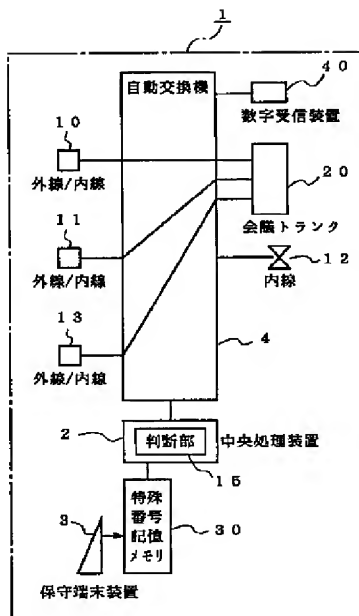 1
自動交換機
40
数字受信装置
10
外線/内線
20
会議トランク
11
外線/内線
12
内線
13
外線/内線
4
2
判断部
中央処理装置
15
特殊
番号
記憶
メモリ
3
30
保守端末装置